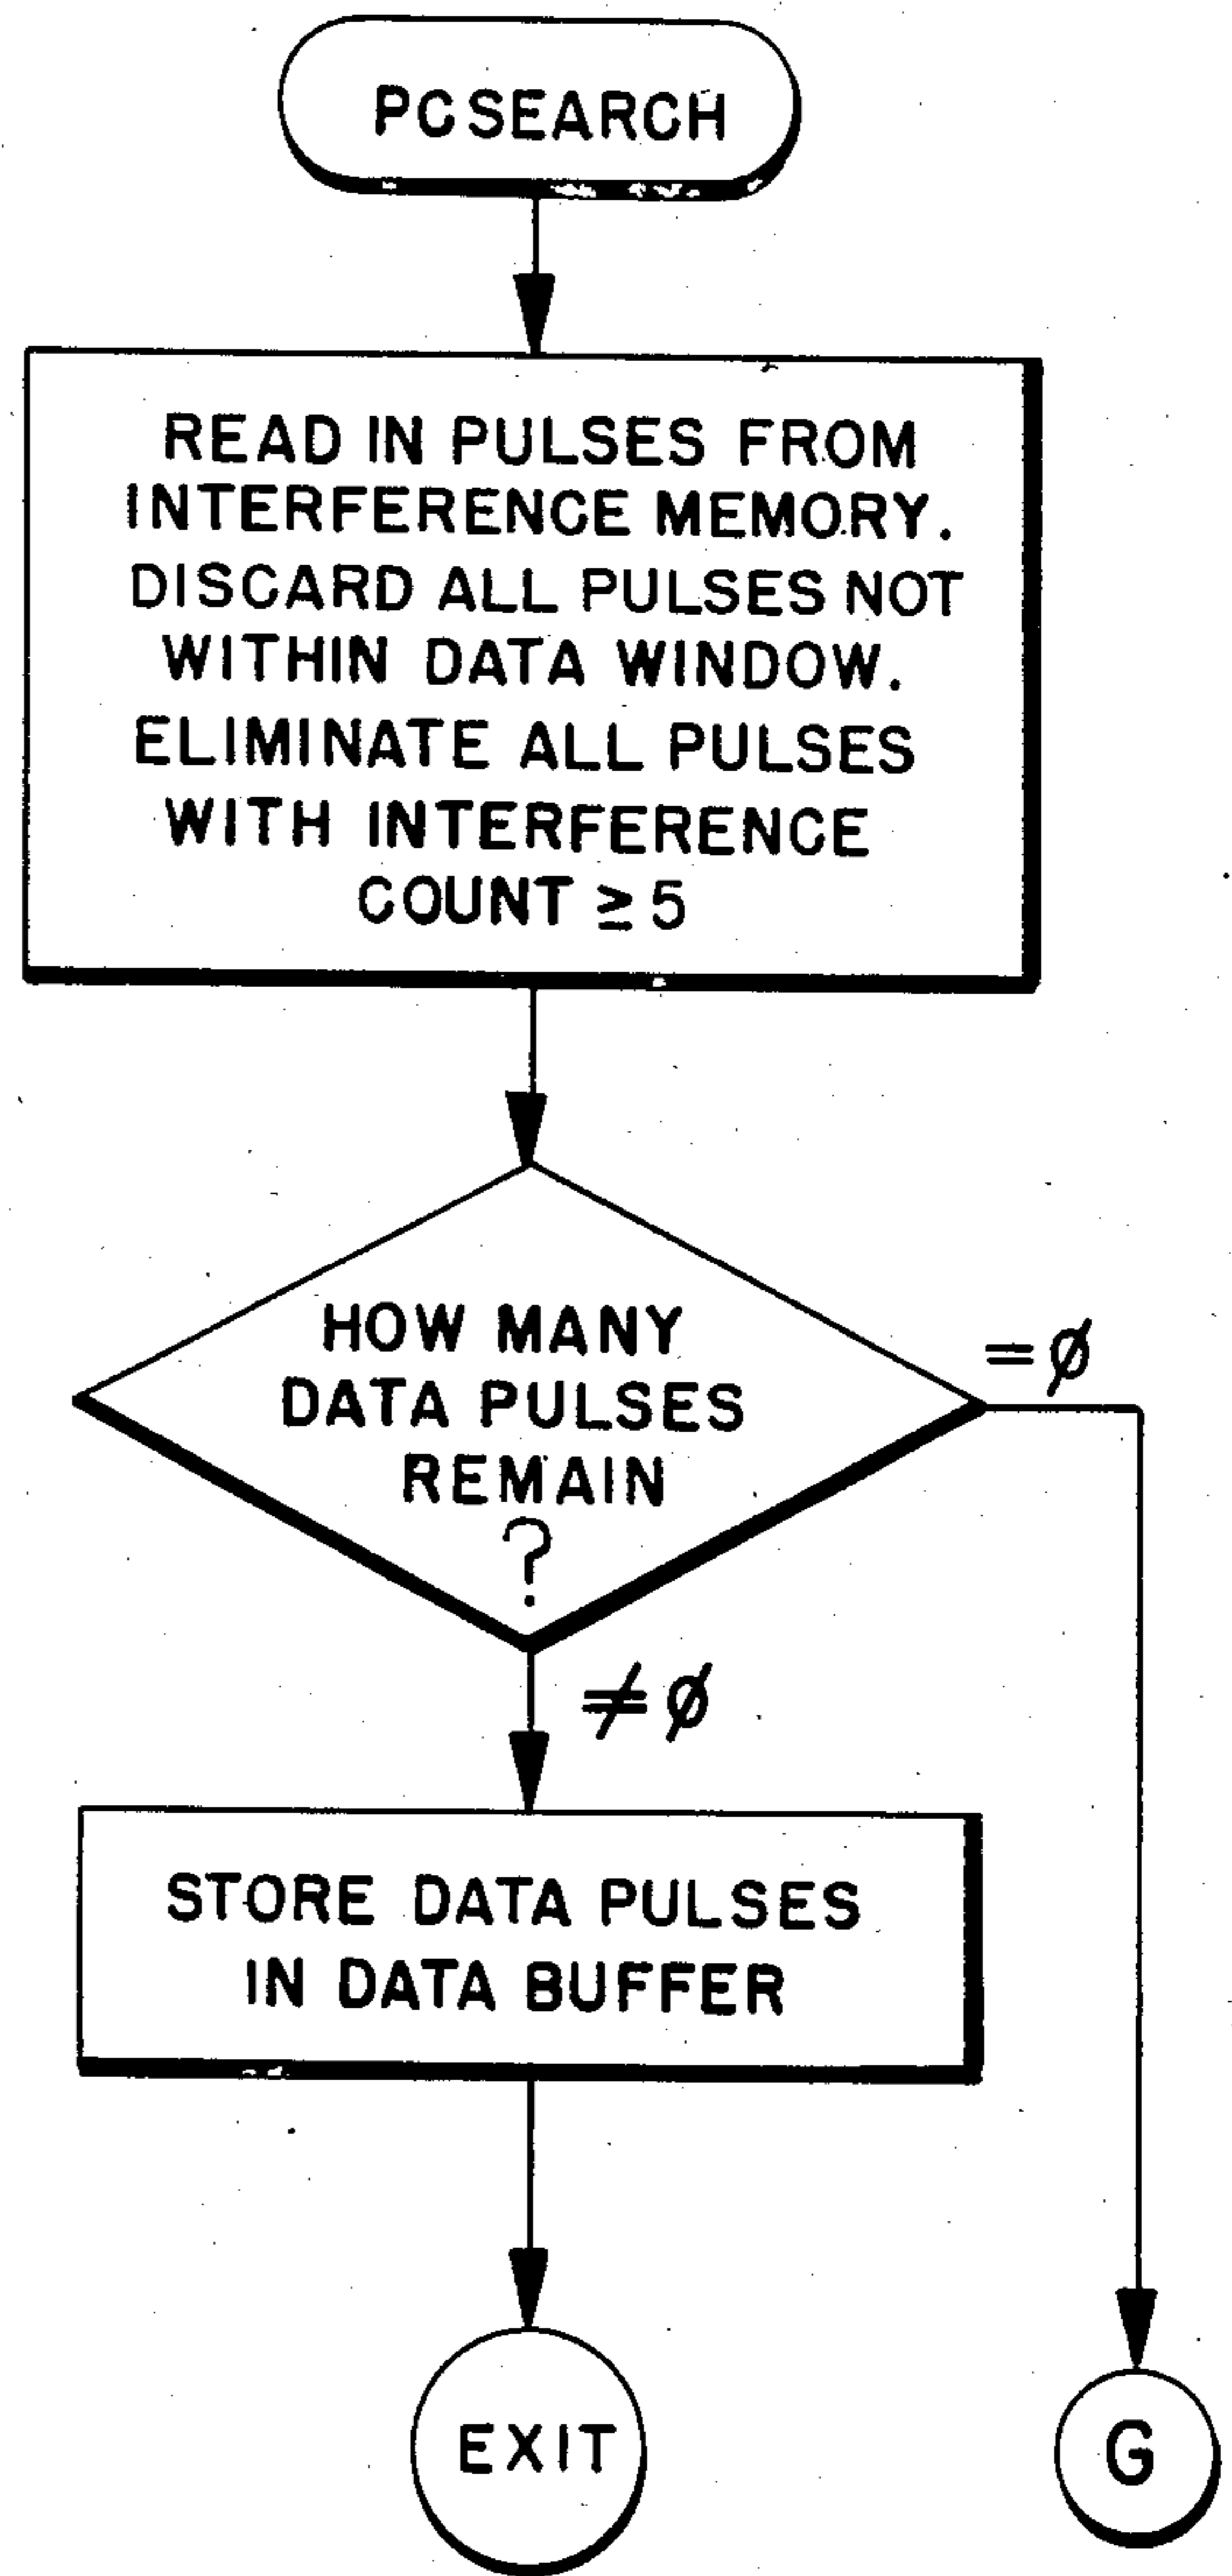 PCSEARCH
READ IN PULSES FROM
INTERFERENCE MEMORY.
DISCARD ALL PULSES NOT
WITHIN DATA WINDOW.
ELIMINATE ALL PULSES
WITH INTERFERENCE
COUNT ≥ 5
HOW MANY
DATA PULSES
REMAIN
?
=Ø
≠Ø
STORE DATA PULSES
IN DATA BUFFER
EXIT
G